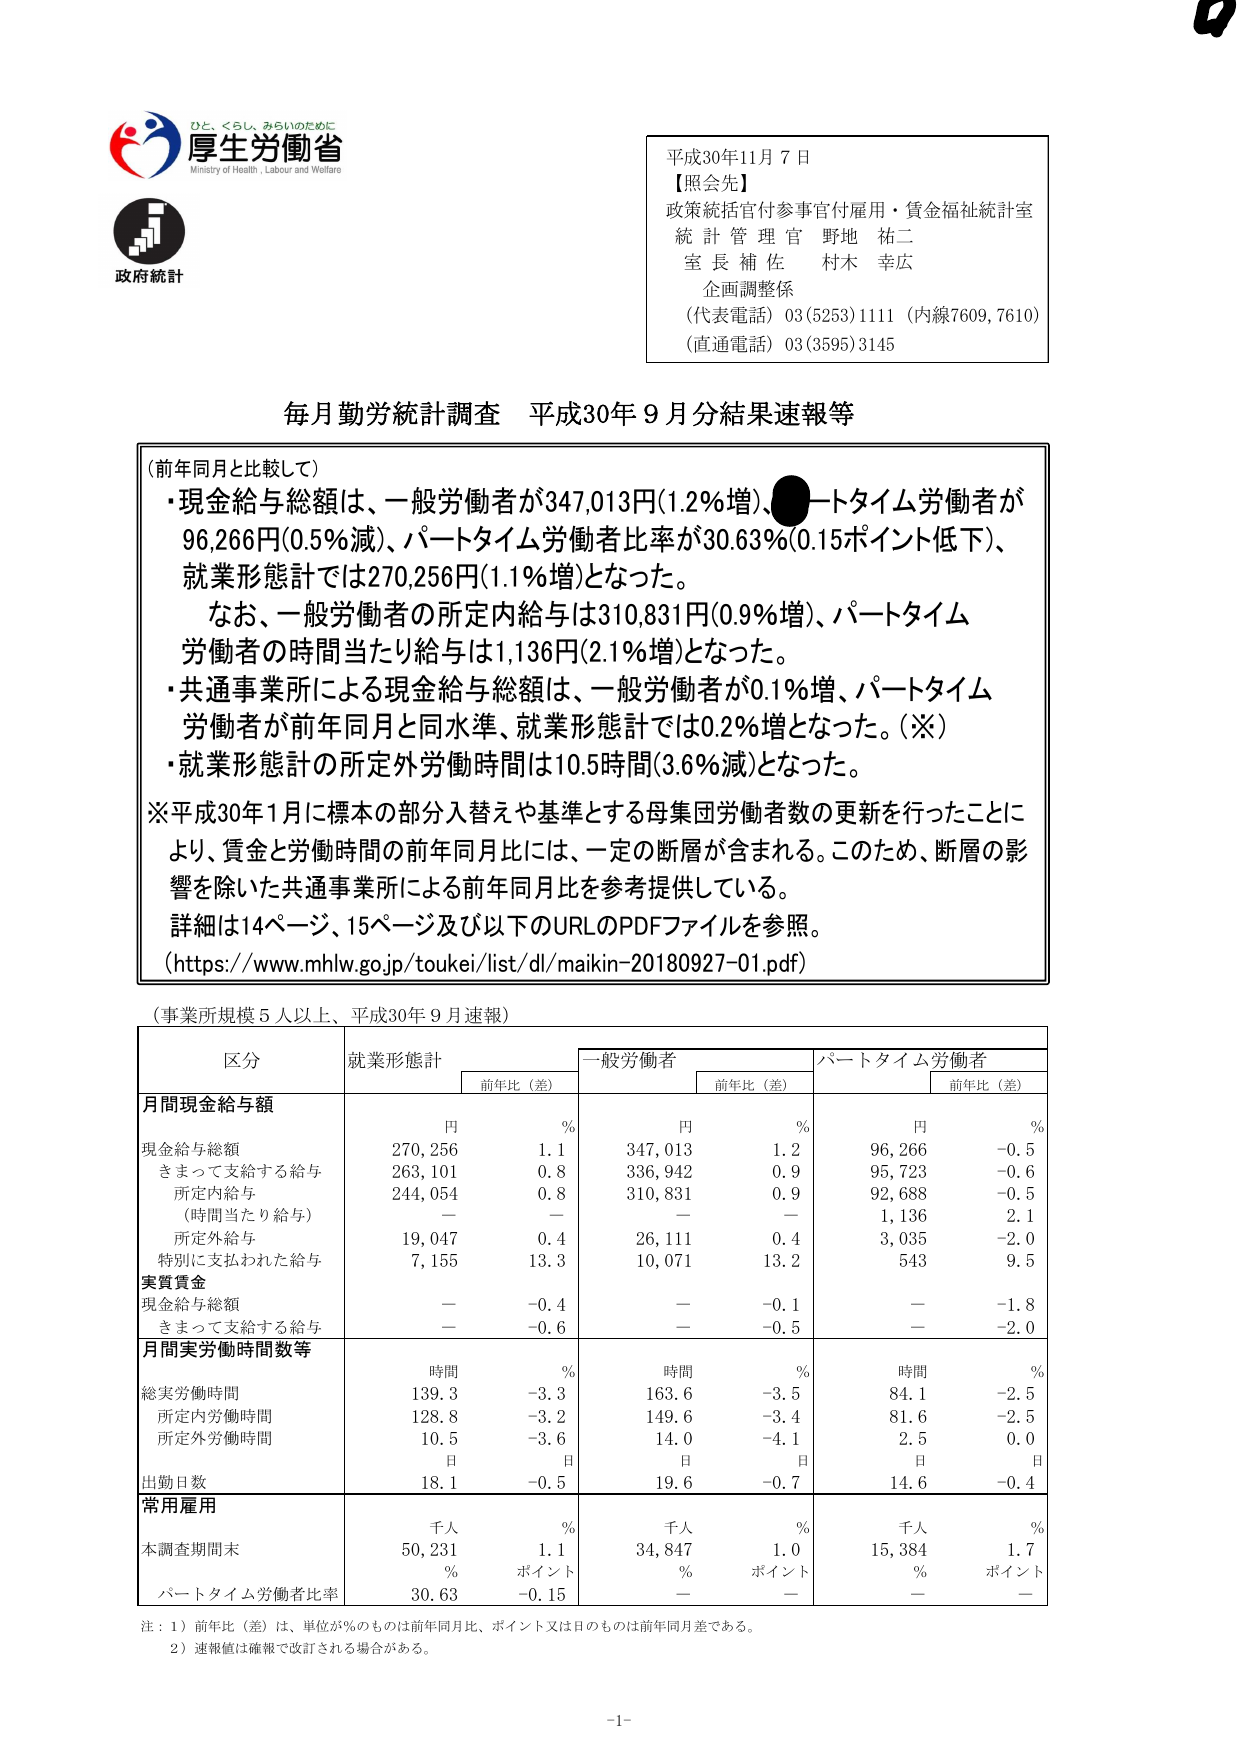 ひと、くらし、みらいのために
厚生労働省
Ministry of Health, Labour and Welfare
政府統計
平成30年11月7日
【照会先】
政策統括官付参事官付雇用・賃金福祉統計室
統計管理官 野地 祐二
室長補佐 村木 幸広
企画調整係
(代表電話) 03(5253)1111 (内線7609,7610)
(直通電話) 03(3595)3145
毎月勤労統計調査 平成30年9月分結果速報等
(前年同月と比較して)
・現金給与総額は、一般労働者が347,013円(1.2%増)、ートタイム労働者が
96,266円(0.5%減)、パートタイム労働者比率が30.63%(0.15ポイント低下)、
就業形態計では270,256円(1.1%増)となった。
なお、一般労働者の所定内給与は310,831円(0.9%増)、パートタイム
労働者の時間当たり給与は1,136円(2.1%増)となった。
・共通事業所による現金給与総額は、一般労働者が0.1%増、パートタイム
労働者が前年同月と同水準、就業形態計では0.2%増となった。(※)
・就業形態計の所定外労働時間は10.5時間(3.6%減)となった。
※平成30年1月に標本の部分入替えや基準とする母集団労働者数の更新を行ったことに
より、賃金と労働時間の前年同月比には、一定の断層が含まれる。このため、断層の影
響を除いた共通事業所による前年同月比を参考提供している。
詳細は14ページ、15ページ及び以下のURLのPDFファイルを参照。
(https://www.mhlw.go.jp/toukei/list/dl/maikin-20180927-01.pdf)
(事業所規模5人以上、平成30年9月速報)
区分 就業形態計 一般労働者 パートタイム労働者
前年比(差) 前年比(差) 前年比(差)
月間現金給与額
円 % 円 % 円 %
現金給与総額 270,256 1.1 347,013 1.2 96,266 -0.5
きまって支給する給与 263,101 0.8 336,942 0.9 95,723 -0.6
所定内給与 244,054 0.8 310,831 0.9 92,688 -0.5
(時間当たり給与) — — — — 1,136 2.1
所定外給与 19,047 0.4 26,111 0.4 3,035 -2.0
特別に支払われた給与 7,155 13.3 10,071 13.2 543 9.5
実質賃金
現金給与総額 — -0.4 — -0.1 — -1.8
きまって支給する給与 — -0.6 — -0.5 — -2.0
月間実労働時間数等
時間 % 時間 % 時間 %
総実労働時間 139.3 -3.3 163.6 -3.5 84.1 -2.5
所定内労働時間 128.8 -3.2 149.6 -3.4 81.6 -2.5
所定外労働時間 10.5 -3.6 14.0 -4.1 2.5 0.0
日 日 日 日 日 日
出勤日数 18.1 -0.5 19.6 -0.7 14.6 -0.4
常用雇用
千人 % 千人 % 千人 %
本調査期間末 50,231 1.1 34,847 1.0 15,384 1.7
% ポイント % ポイント % ポイント
パートタイム労働者比率 30.63 -0.15 — — — —
注:1)前年比(差)は、単位が%のものは前年同月比、ポイント又は日のものは前年同月差である。
2)速報値は確報で改訂される場合がある。
-1-